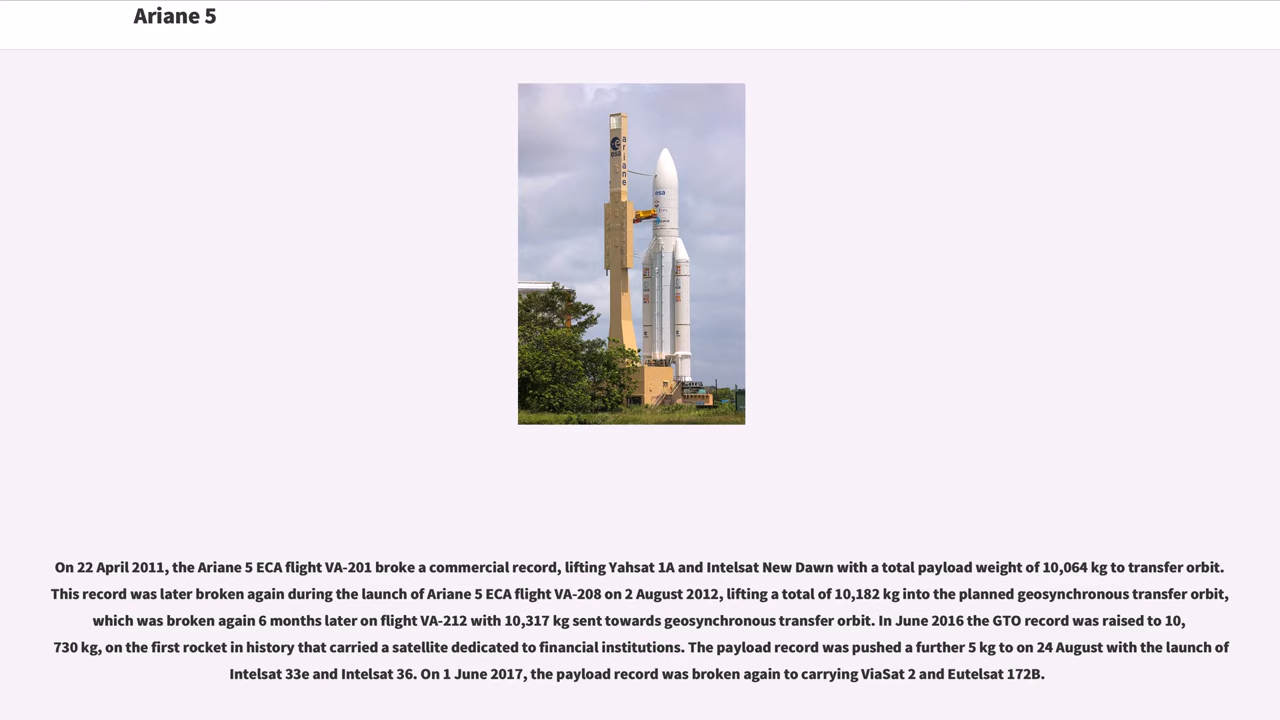 Ariane 5
esa
ariane
esa
On 22 April 2011, the Ariane 5 ECA flight VA-201 broke a commercial record, lifting Yahsat 1A and Intelsat New Dawn with a total payload weight of 10,064 kg to transfer orbit.
This record was later broken again during the launch of Ariane 5 ECA flight VA-208 on 2 August 2012, lifting a total of 10,182 kg into the planned geosynchronous transfer orbit,
which was broken again 6 months later on flight VA-212 with 10,317 kg sent towards geosynchronous transfer orbit. In June 2016 the GTO record was raised to 10,
730 kg, on the first rocket in history that carried a satellite dedicated to financial institutions. The payload record was pushed a further 5 kg to on 24 August with the launch of
Intelsat 33e and Intelsat 36. On 1 June 2017, the payload record was broken again to carrying ViaSat 2 and Eutelsat 172B.